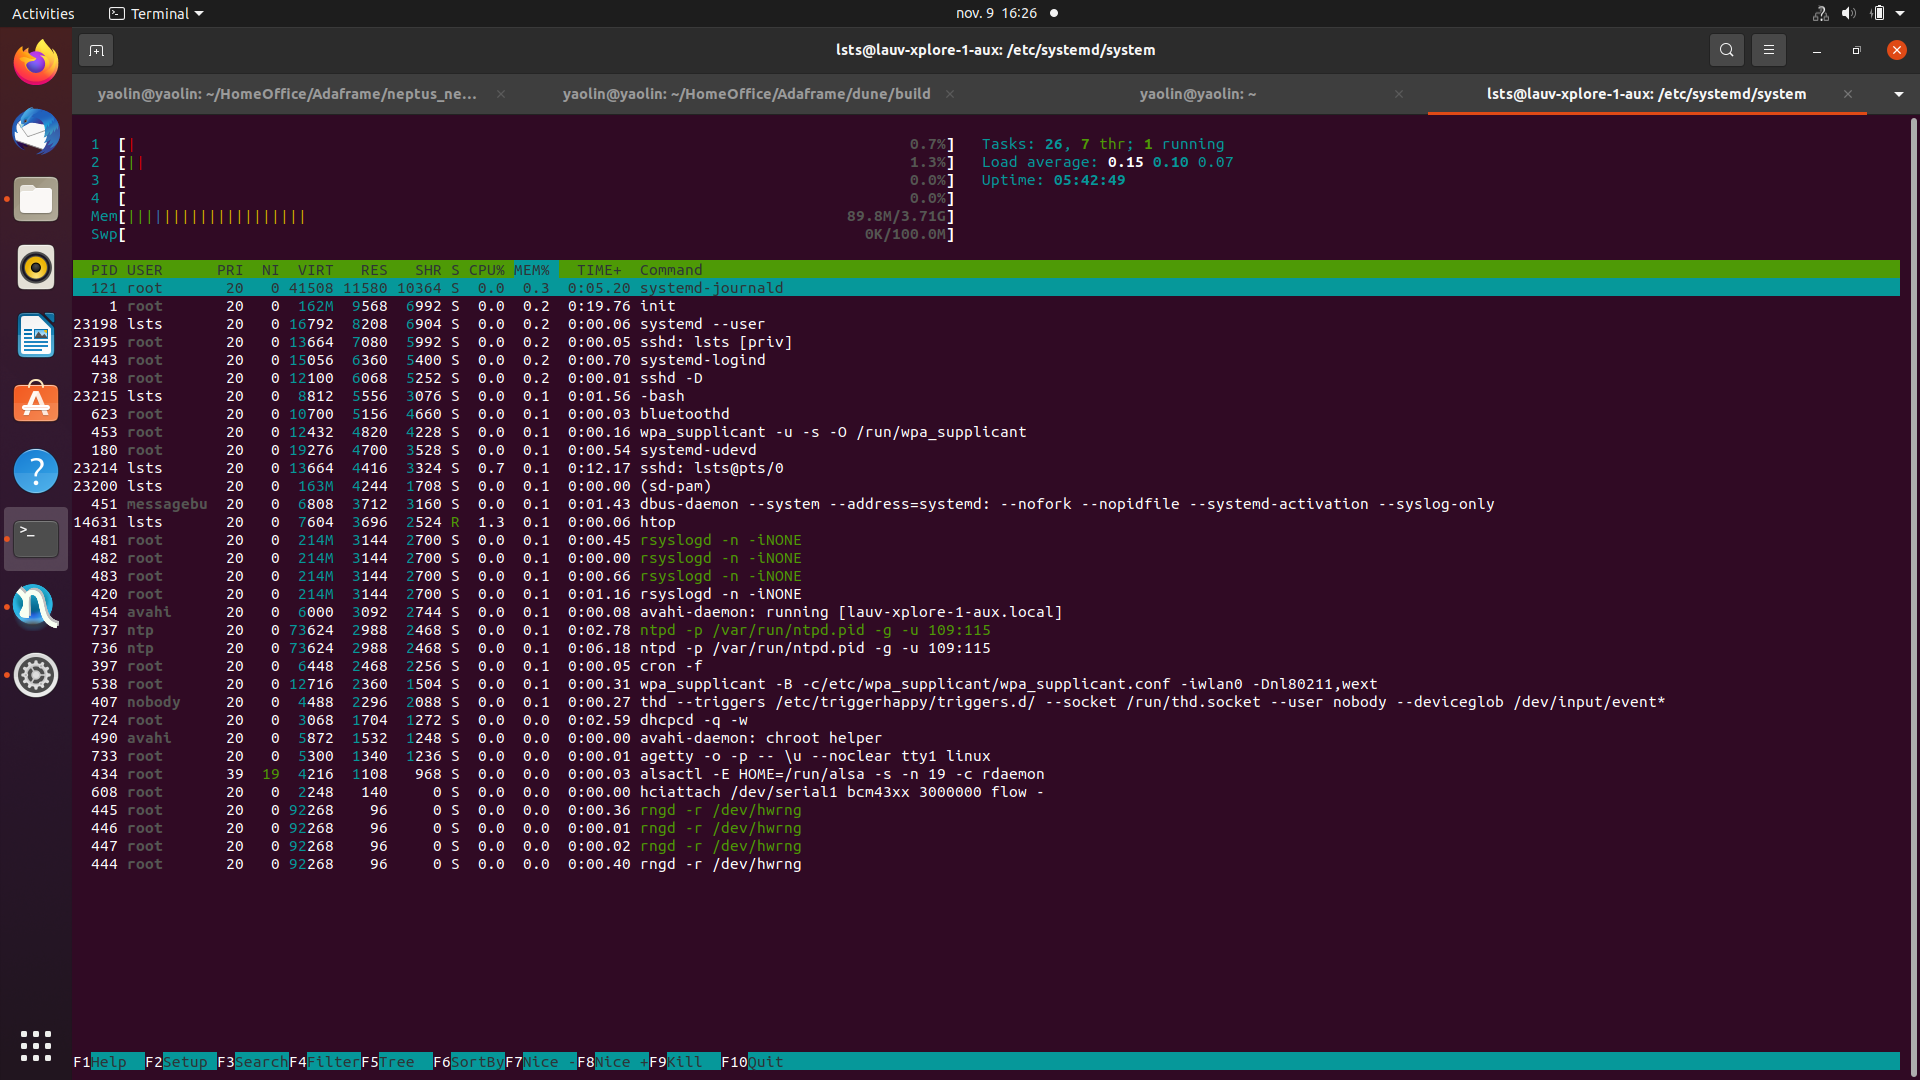 Activities Terminal nov. 9 16:26
lsts@lauv-xplore-1-aux: /etc/systemd/system
yaolin@yaolin: ~/HomeOffice/Adaframe/neptus_ne... yaolin@yaolin: ~/HomeOffice/Adaframe/dune/build yaolin@yaolin: ~ lsts@lauv-xplore-1-aux: /etc/systemd/system
1 [| 0.7%] Tasks: 26, 7 thr; 1 running
2 [|| 1.3%] Load average: 0.15 0.10 0.07
3 [ 0.0%] Uptime: 05:42:49
4 [ 0.0%]
Mem[|||||||||||||||||||| 89.8M/3.71G]
Swp[ 0K/100.0M]
PID USER PRI NI VIRT RES SHR S CPU% MEM% TIME+ Command
121 root 20 0 41508 11580 10364 S 0.0 0.3 0:05.20 systemd-journald
1 root 20 0 162M 9568 6992 S 0.0 0.2 0:19.76 init
23198 lsts 20 0 16792 8208 6904 S 0.0 0.2 0:00.06 systemd --user
23195 root 20 0 13664 7080 5992 S 0.0 0.2 0:00.05 sshd: lsts [priv]
443 root 20 0 15056 6360 5400 S 0.0 0.2 0:00.70 systemd-logind
738 root 20 0 12100 6068 5252 S 0.0 0.2 0:00.01 sshd -D
23215 lsts 20 0 8812 5556 3076 S 0.0 0.1 0:01.56 -bash
623 root 20 0 10700 5156 4660 S 0.0 0.1 0:00.03 bluetoothd
453 root 20 0 12432 4820 4228 S 0.0 0.1 0:00.16 wpa_supplicant -u -s -O /run/wpa_supplicant
180 root 20 0 19276 4700 3528 S 0.0 0.1 0:00.54 systemd-udevd
23214 lsts 20 0 13664 4416 3324 S 0.7 0.1 0:12.17 sshd: lsts@pts/0
23200 lsts 20 0 163M 4244 1708 S 0.0 0.1 0:00.00 (sd-pam)
451 messagebu 20 0 6808 3712 3160 S 0.0 0.1 0:01.43 dbus-daemon --system --address=systemd: --nofork --nopidfile --systemd-activation --syslog-only
14631 lsts 20 0 7604 3696 2524 R 1.3 0.1 0:00.06 htop
481 root 20 0 214M 3144 2700 S 0.0 0.1 0:00.45 rsyslogd -n -iNONE
482 root 20 0 214M 3144 2700 S 0.0 0.1 0:00.00 rsyslogd -n -iNONE
483 root 20 0 214M 3144 2700 S 0.0 0.1 0:00.66 rsyslogd -n -iNONE
420 root 20 0 214M 3144 2700 S 0.0 0.1 0:01.16 rsyslogd -n -iNONE
454 avahi 20 0 6000 3092 2744 S 0.0 0.1 0:00.08 avahi-daemon: running [lauv-xplore-1-aux.local]
737 ntp 20 0 73624 2988 2468 S 0.0 0.1 0:02.78 ntpd -p /var/run/ntpd.pid -g -u 109:115
736 ntp 20 0 73624 2988 2468 S 0.0 0.1 0:06.18 ntpd -p /var/run/ntpd.pid -g -u 109:115
397 root 20 0 6448 2468 2256 S 0.0 0.1 0:00.05 cron -f
538 root 20 0 12716 2360 1504 S 0.0 0.1 0:00.31 wpa_supplicant -B -c/etc/wpa_supplicant/wpa_supplicant.conf -iwlan0 -Dnl80211,wext
407 nobody 20 0 4488 2296 2088 S 0.0 0.1 0:00.27 thd --triggers /etc/triggerhappy/triggers.d/ --socket /run/thd.socket --user nobody --deviceglob /dev/input/event*
724 root 20 0 3068 1704 1272 S 0.0 0.0 0:02.59 dhcpcd -q -w
490 avahi 20 0 5872 1532 1248 S 0.0 0.0 0:00.00 avahi-daemon: chroot helper
733 root 20 0 5300 1340 1236 S 0.0 0.0 0:00.01 agetty -o -p -- \u --noclear tty1 linux
434 root 39 19 4216 1108 968 S 0.0 0.0 0:00.03 alsactl -E HOME=/run/alsa -s -n 19 -c rdaemon
608 root 20 0 2248 140 0 S 0.0 0.0 0:00.00 hciattach /dev/serial1 bcm43xx 3000000 flow -
445 root 20 0 92268 96 0 S 0.0 0.0 0:00.36 rngd -r /dev/hwrng
446 root 20 0 92268 96 0 S 0.0 0.0 0:00.01 rngd -r /dev/hwrng
447 root 20 0 92268 96 0 S 0.0 0.0 0:00.02 rngd -r /dev/hwrng
444 root 20 0 92268 96 0 S 0.0 0.0 0:00.40 rngd -r /dev/hwrng
F1Help F2Setup F3SearchF4FilterF5Tree F6SortByF7Nice -F8Nice +F9Kill F10Quit